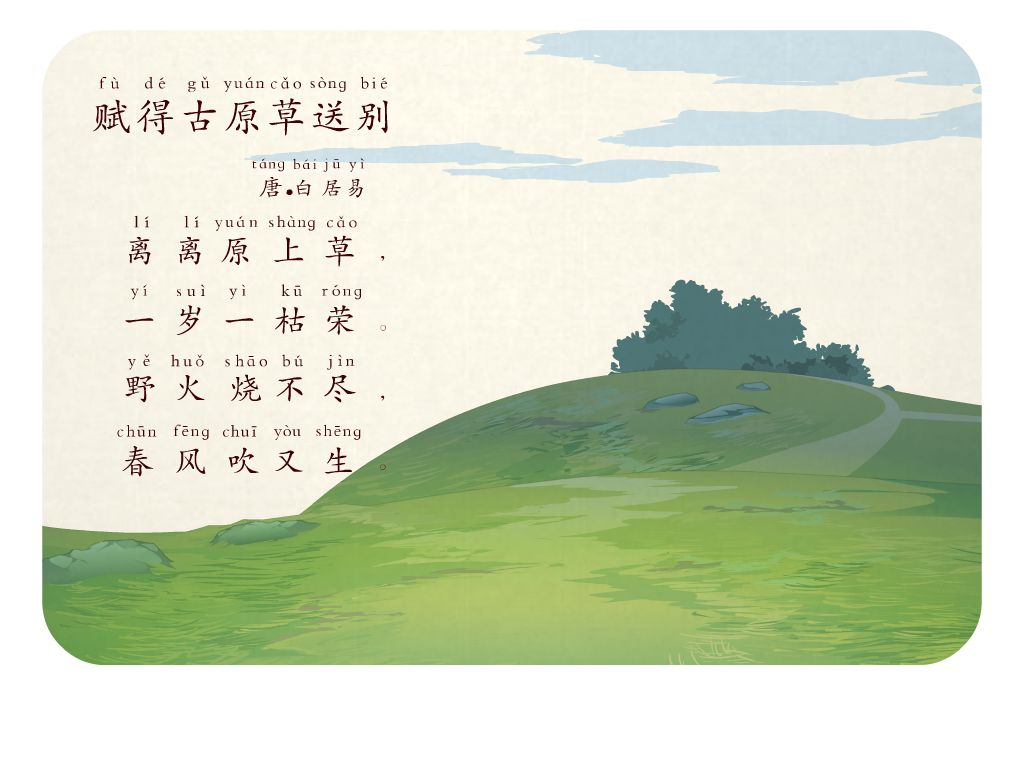 fù dé gǔ yuán cǎo sòng bié
赋得古原草送别
táng bái jū yì
唐•白居易
lí lí yuán shàng cǎo
离离原上草，
yí suì yì kū róng
一岁一枯荣。
yě huǒ shāo bú jìn
野火烧不尽，
chūn fēng chuī yòu shēng
春风吹又生。